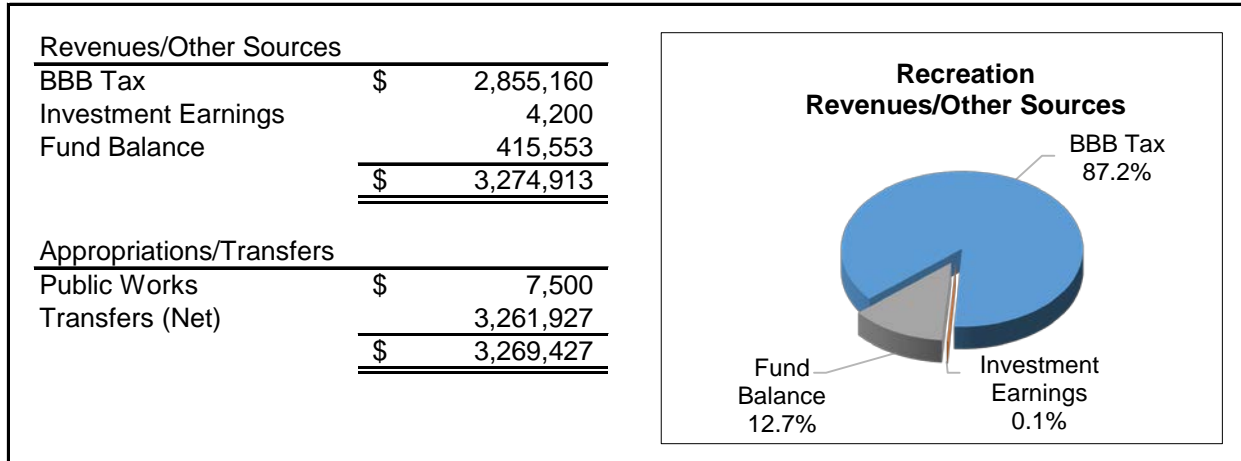 Revenues/Other Sources
BBB Tax $ 2,855,160
Investment Earnings 4,200
Fund Balance 415,553
$ 3,274,913
Appropriations/Transfers
Public Works $ 7,500
Transfers (Net) 3,261,927
$ 3,269,427
Recreation
Revenues/Other Sources
BBB Tax
87.2%
Fund
Balance
12.7%
Investment
Earnings
0.1%